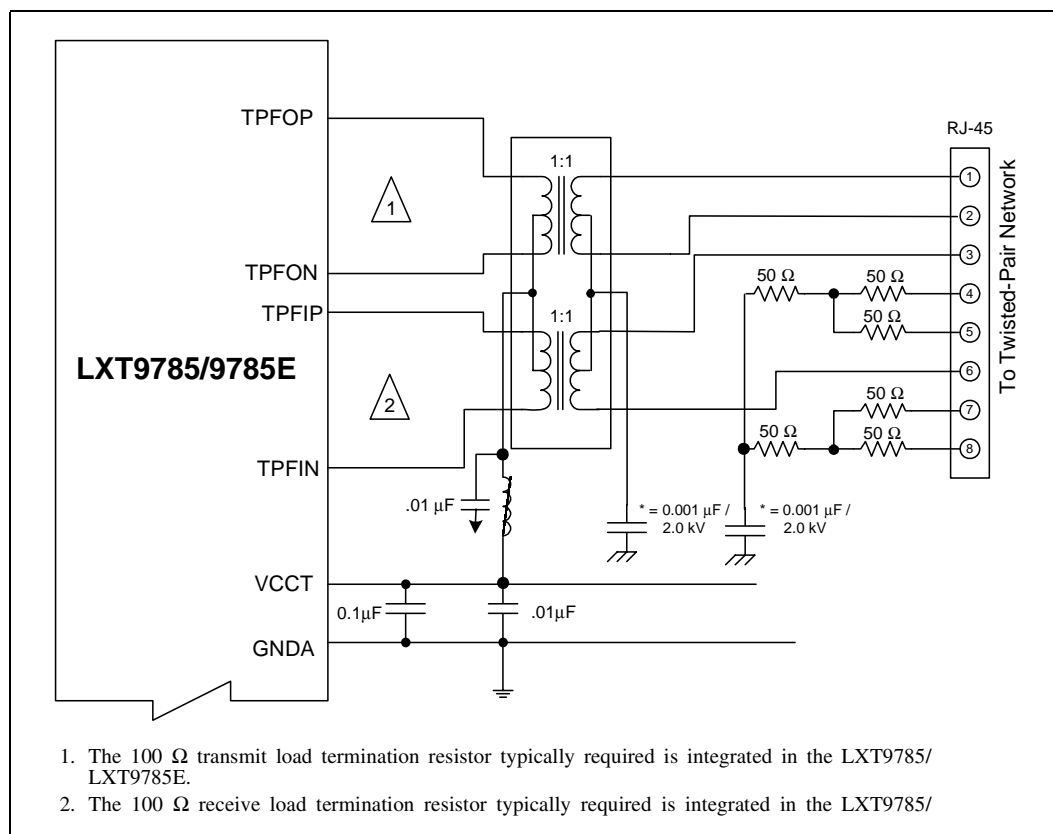 TPFOP
RJ-45
1:1
1
1
2
To Twisted-Pair Network
3
TPFON
50 Ω
50 Ω
4
TPFIP
1:1
50 Ω
5
LXT9785/9785E
6
2
50 Ω
7
50 Ω
50 Ω
8
TPFIN
.01 μF
* = 0.001 μF /
2.0 kV
* = 0.001 μF /
2.0 kV
VCCT
0.1μF
.01μF
GNDA
1. The 100 Ω transmit load termination resistor typically required is integrated in the LXT9785/
LXT9785E.
2. The 100 Ω receive load termination resistor typically required is integrated in the LXT9785/